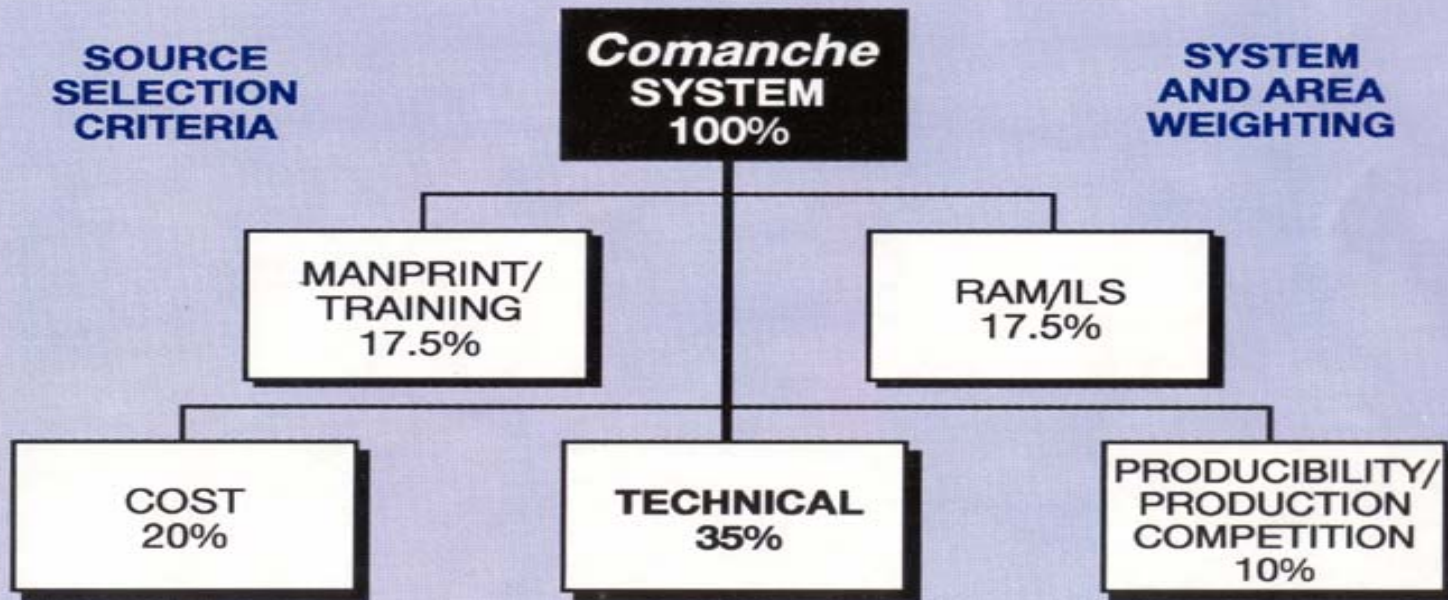 SOURCE
SELECTION
CRITERIA
Comanche
SYSTEM
100%
SYSTEM
AND AREA
WEIGHTING
MANPRINT/
TRAINING
17.5%
RAM/ILS
17.5%
COST
20%
TECHNICAL
35%
PRODUCIBILITY/
PRODUCTION
COMPETITION
10%